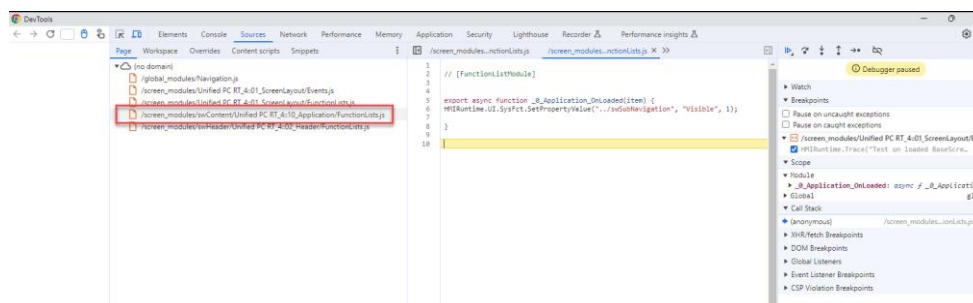 DevTools
Elements Console Sources Network Performance Memory Application Security Lighthouse Recorder Performance insights
Page Workspace Overrides Content scripts Snippets
/screen_modules...nctionLists.js /screen_modules...nctionLists.js
(no domain)
/global_modules/Navigation.js
/screen_modules/Unified PC RT_4::01_ScreenLayout/Events.js
/screen_modules/Unified PC RT_4::01_ScreenLayout/FunctionLists.js
/screen_modules/swContent/Unified PC RT_4::10_Application/FunctionLists.js
/screen_modules/swHeader/Unified PC RT_4::02_Header/FunctionLists.js
1
2 // [FunctionListModule]
3
4
5 export async function _0_Application_OnLoaded(item) {
6 HMIRuntime.UI.SysFct.SetPropertyValue("../swSubNavigation", "Visible", 1);
7
8 }
9
10
Debugger paused
Watch
Breakpoints
Pause on uncaught exceptions
Pause on caught exceptions
/screen_modules/Unified PC RT_4::01_ScreenLayout/F
HMIRuntime.Trace("Test on loaded BaseScre…
Scope
Module
_0_Application_OnLoaded: async ƒ _0_Applicati
Global gl
Call Stack
(anonymous) /screen_modules...ionLists.js
XHR/fetch Breakpoints
DOM Breakpoints
Global Listeners
Event Listener Breakpoints
CSP Violation Breakpoints